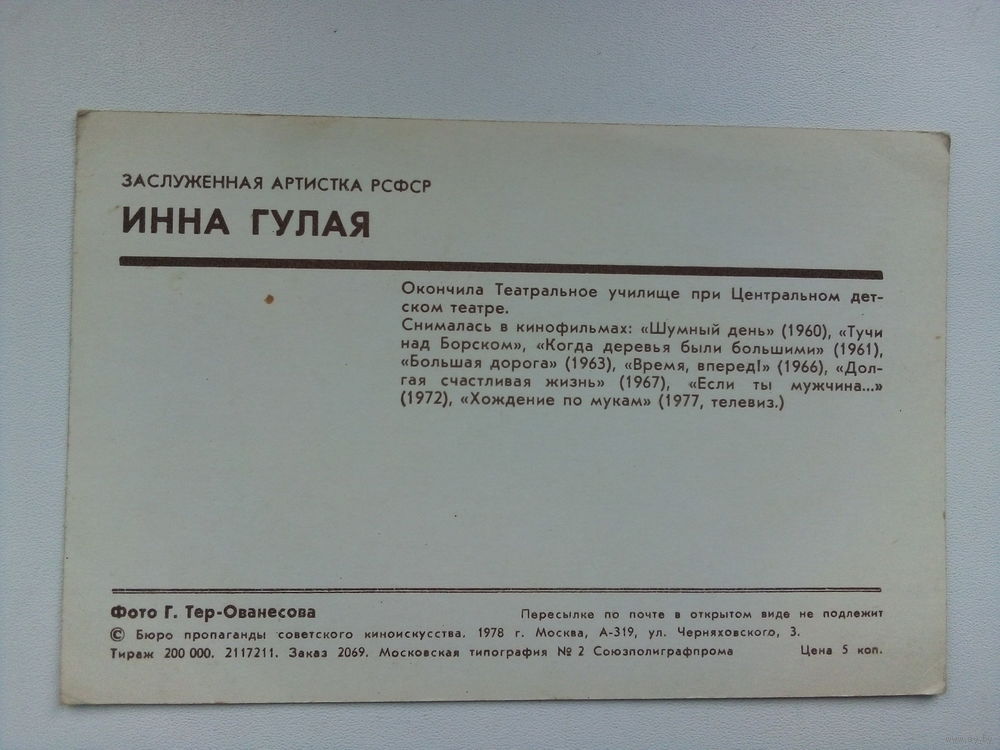 ЗАСЛУЖЕННАЯ АРТИСТКА РСФСР
ИННА ГУЛАЯ
Окончила Театральное училище при Центральном дет-
ском театре.
Снималась в кинофильмах: «Шумный день» (1960), «Тучи
над Борском», «Когда деревья были большими» (1961),
«Большая дорога» (1963), «Время, вперед!» (1966), «Дол-
гая счастливая жизнь» (1967), «Если ты мужчина...»
(1972), «Хождение по мукам» (1977, телевиз.)
Фото Г. Тер-Ованесова Пересылке по почте в открытом виде не подлежит
© Бюро пропаганды советского киноискусства. 1978 г. Москва, А-319, ул. Черняховского, 3.
Тираж 200 000. 2117211. Заказ 2069. Московская типография № 2 Союзполиграфпрома Цена 5 коп.